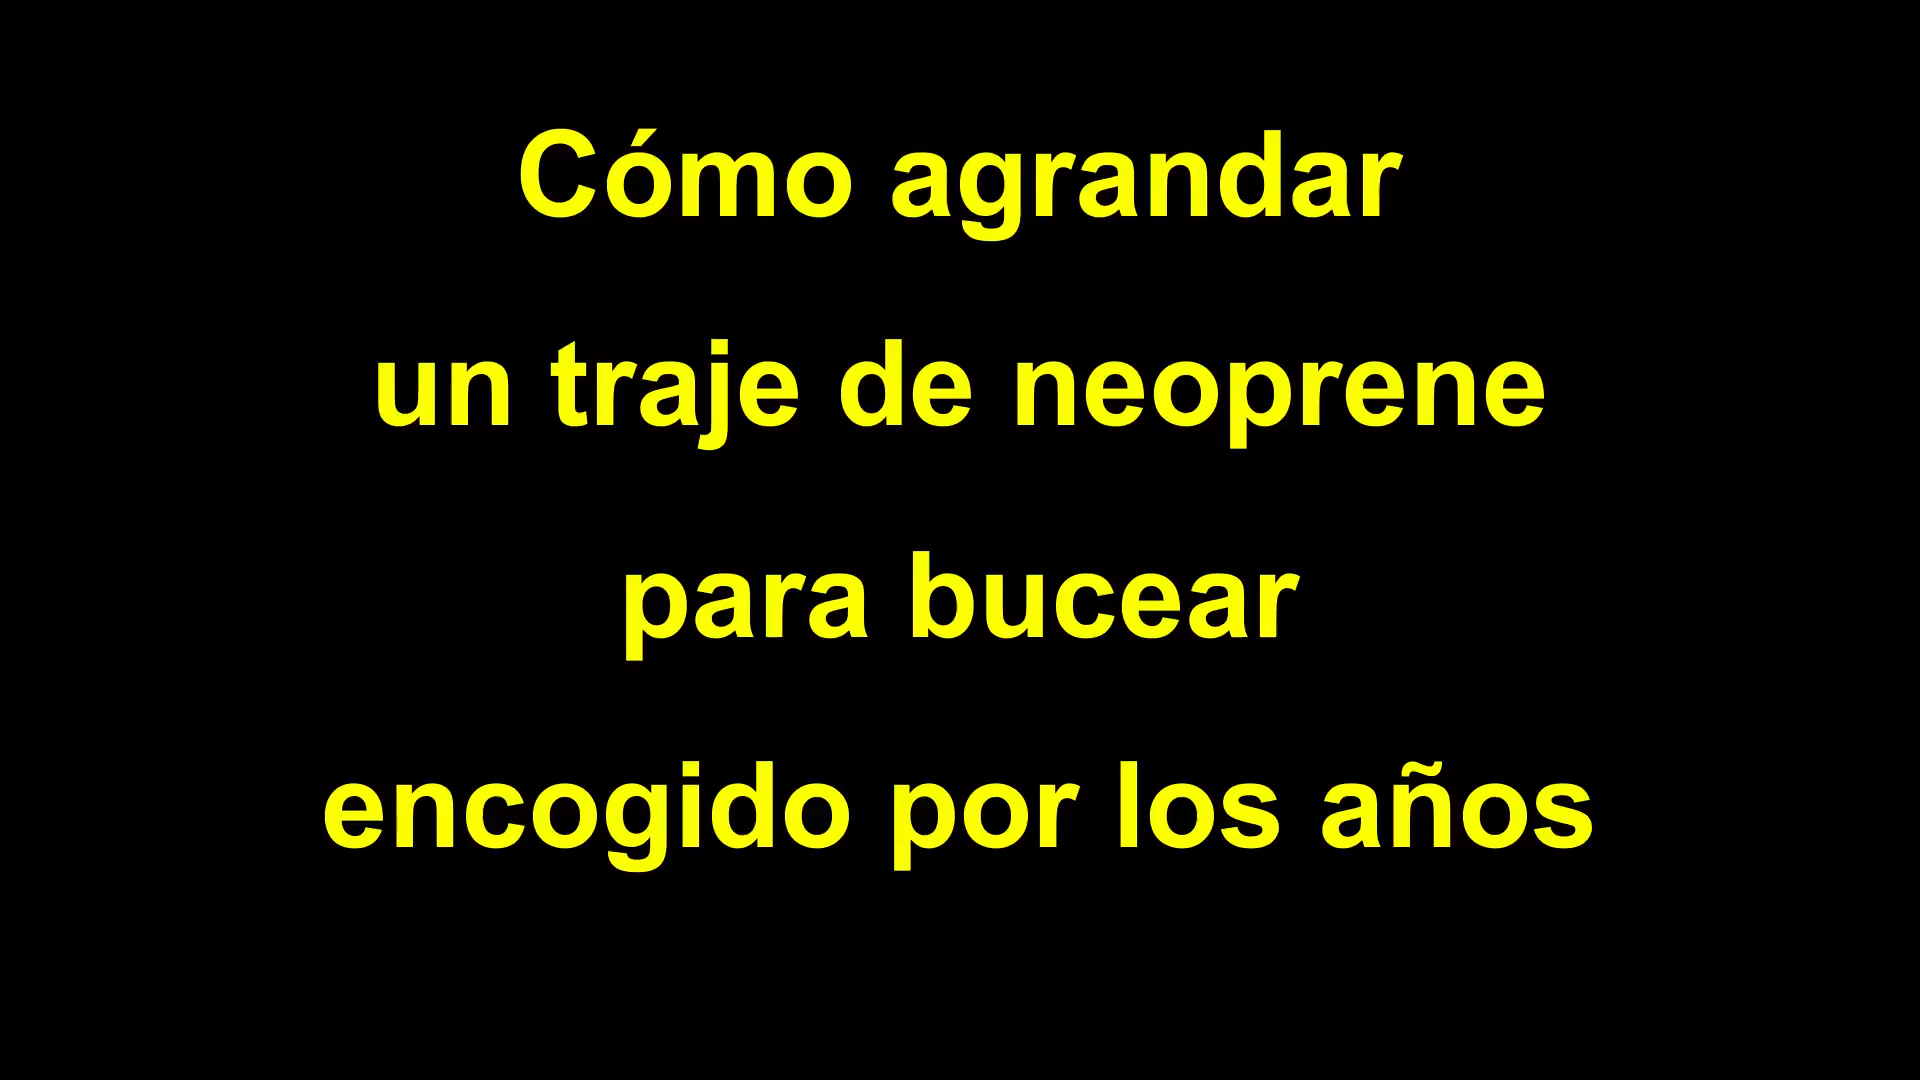 Cómo agrandar
un traje de neoprene
para bucear
encogido por los años